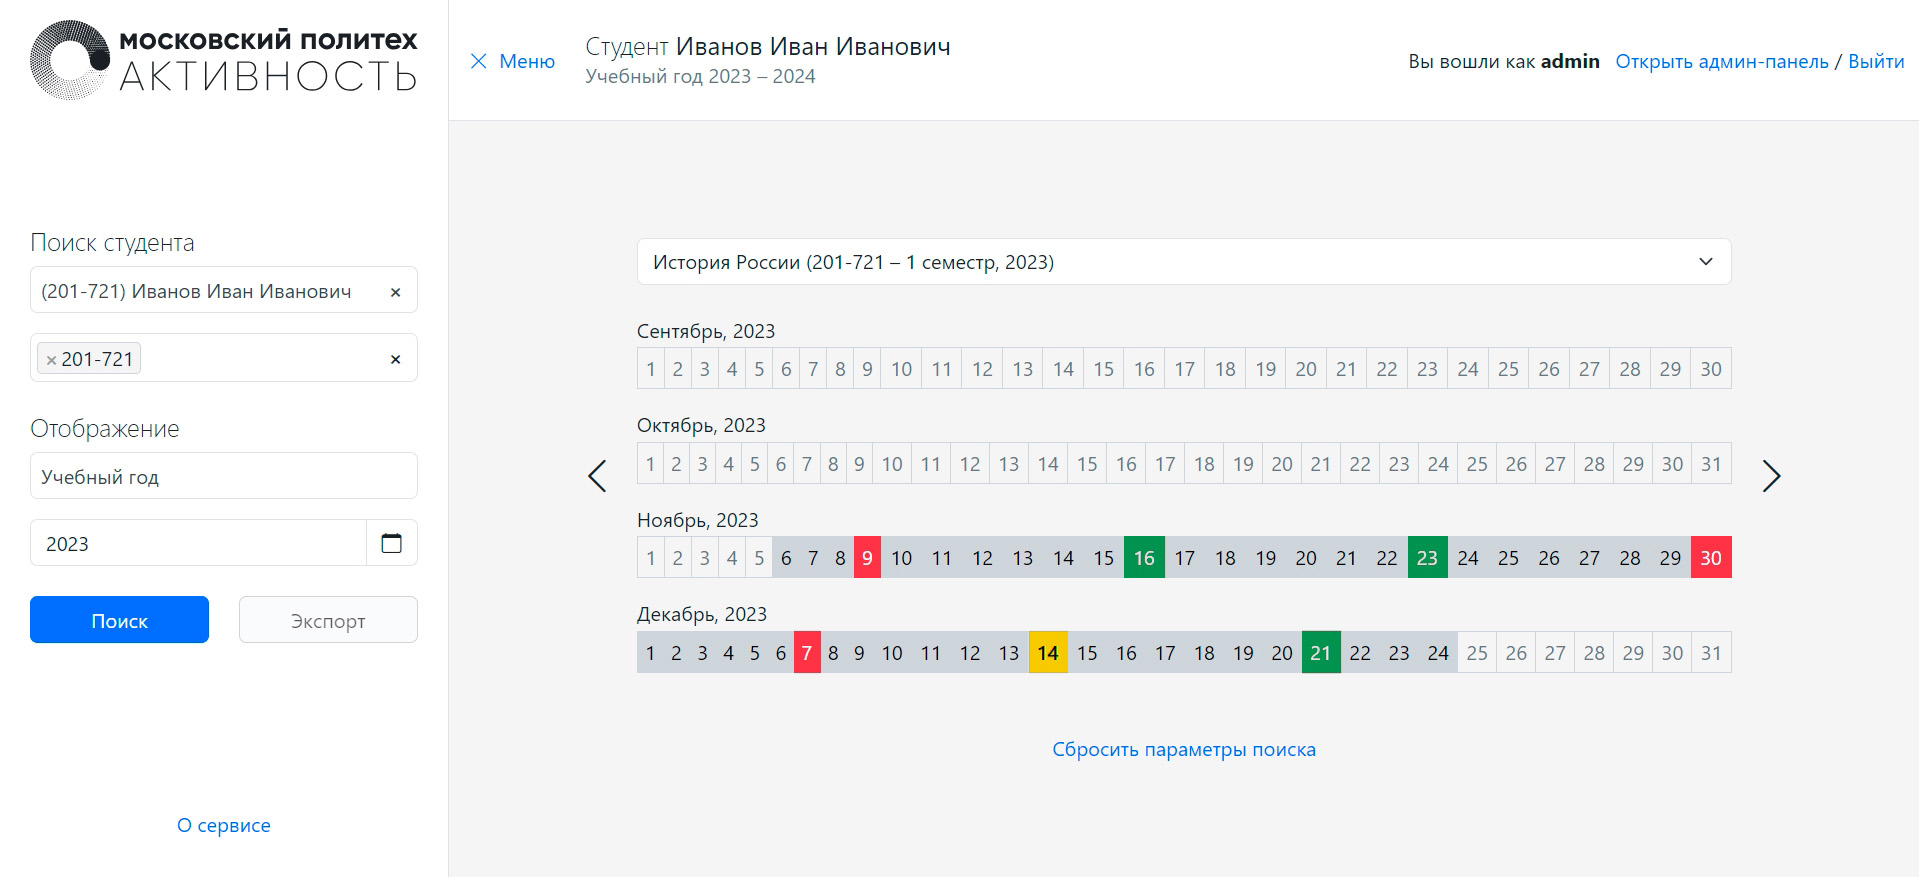 МОСКОВСКИЙ ПОЛИТЕХ
АКТИВНОСТЬ
Меню
Студент Иванов Иван Иванович
Учебный год 2023 – 2024
Вы вошли как admin Открыть админ-панель / Выйти
Поиск студента
(201-721) Иванов Иван Иванович ×
× 201-721 ×
Отображение
Учебный год
2023
Поиск Экспорт
О сервисе
История России (201-721 – 1 семестр, 2023)
Сентябрь, 2023
1 2 3 4 5 6 7 8 9 10 11 12 13 14 15 16 17 18 19 20 21 22 23 24 25 26 27 28 29 30
Октябрь, 2023
1 2 3 4 5 6 7 8 9 10 11 12 13 14 15 16 17 18 19 20 21 22 23 24 25 26 27 28 29 30 31
Ноябрь, 2023
1 2 3 4 5 6 7 8 9 10 11 12 13 14 15 16 17 18 19 20 21 22 23 24 25 26 27 28 29 30
Декабрь, 2023
1 2 3 4 5 6 7 8 9 10 11 12 13 14 15 16 17 18 19 20 21 22 23 24 25 26 27 28 29 30 31
Сбросить параметры поиска